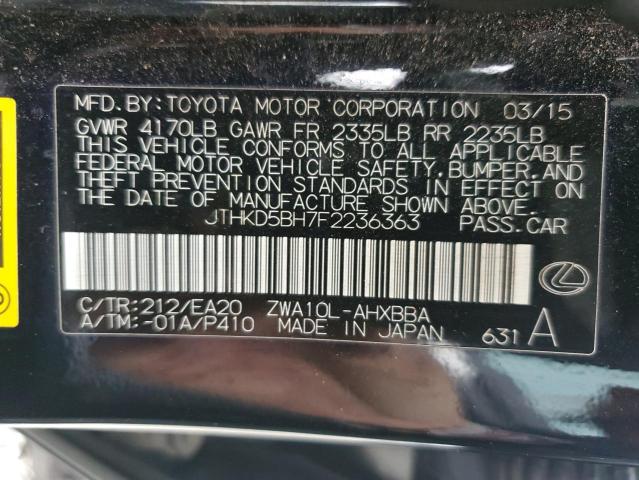 MFD.BY:TOYOTA MOTOR CORPORATION 03/15
GVWR 4170LB GAWR FR 2335LB RR 2235LB
THIS VEHICLE CONFORMS TO ALL APPLICABLE
FEDERAL MOTOR VEHICLE SAFETY,BUMPER,AND
THEFT PREVENTION STANDARDS IN EFFECT ON
THE DATE OF MANUFACTURE SHOWN ABOVE.
JTHKD5BH7F2236363 PASS.CAR
C/TR:212/EA20 ZWA10L-AHXBBA
A/TM:-01A/P410 MADE IN JAPAN 631 A